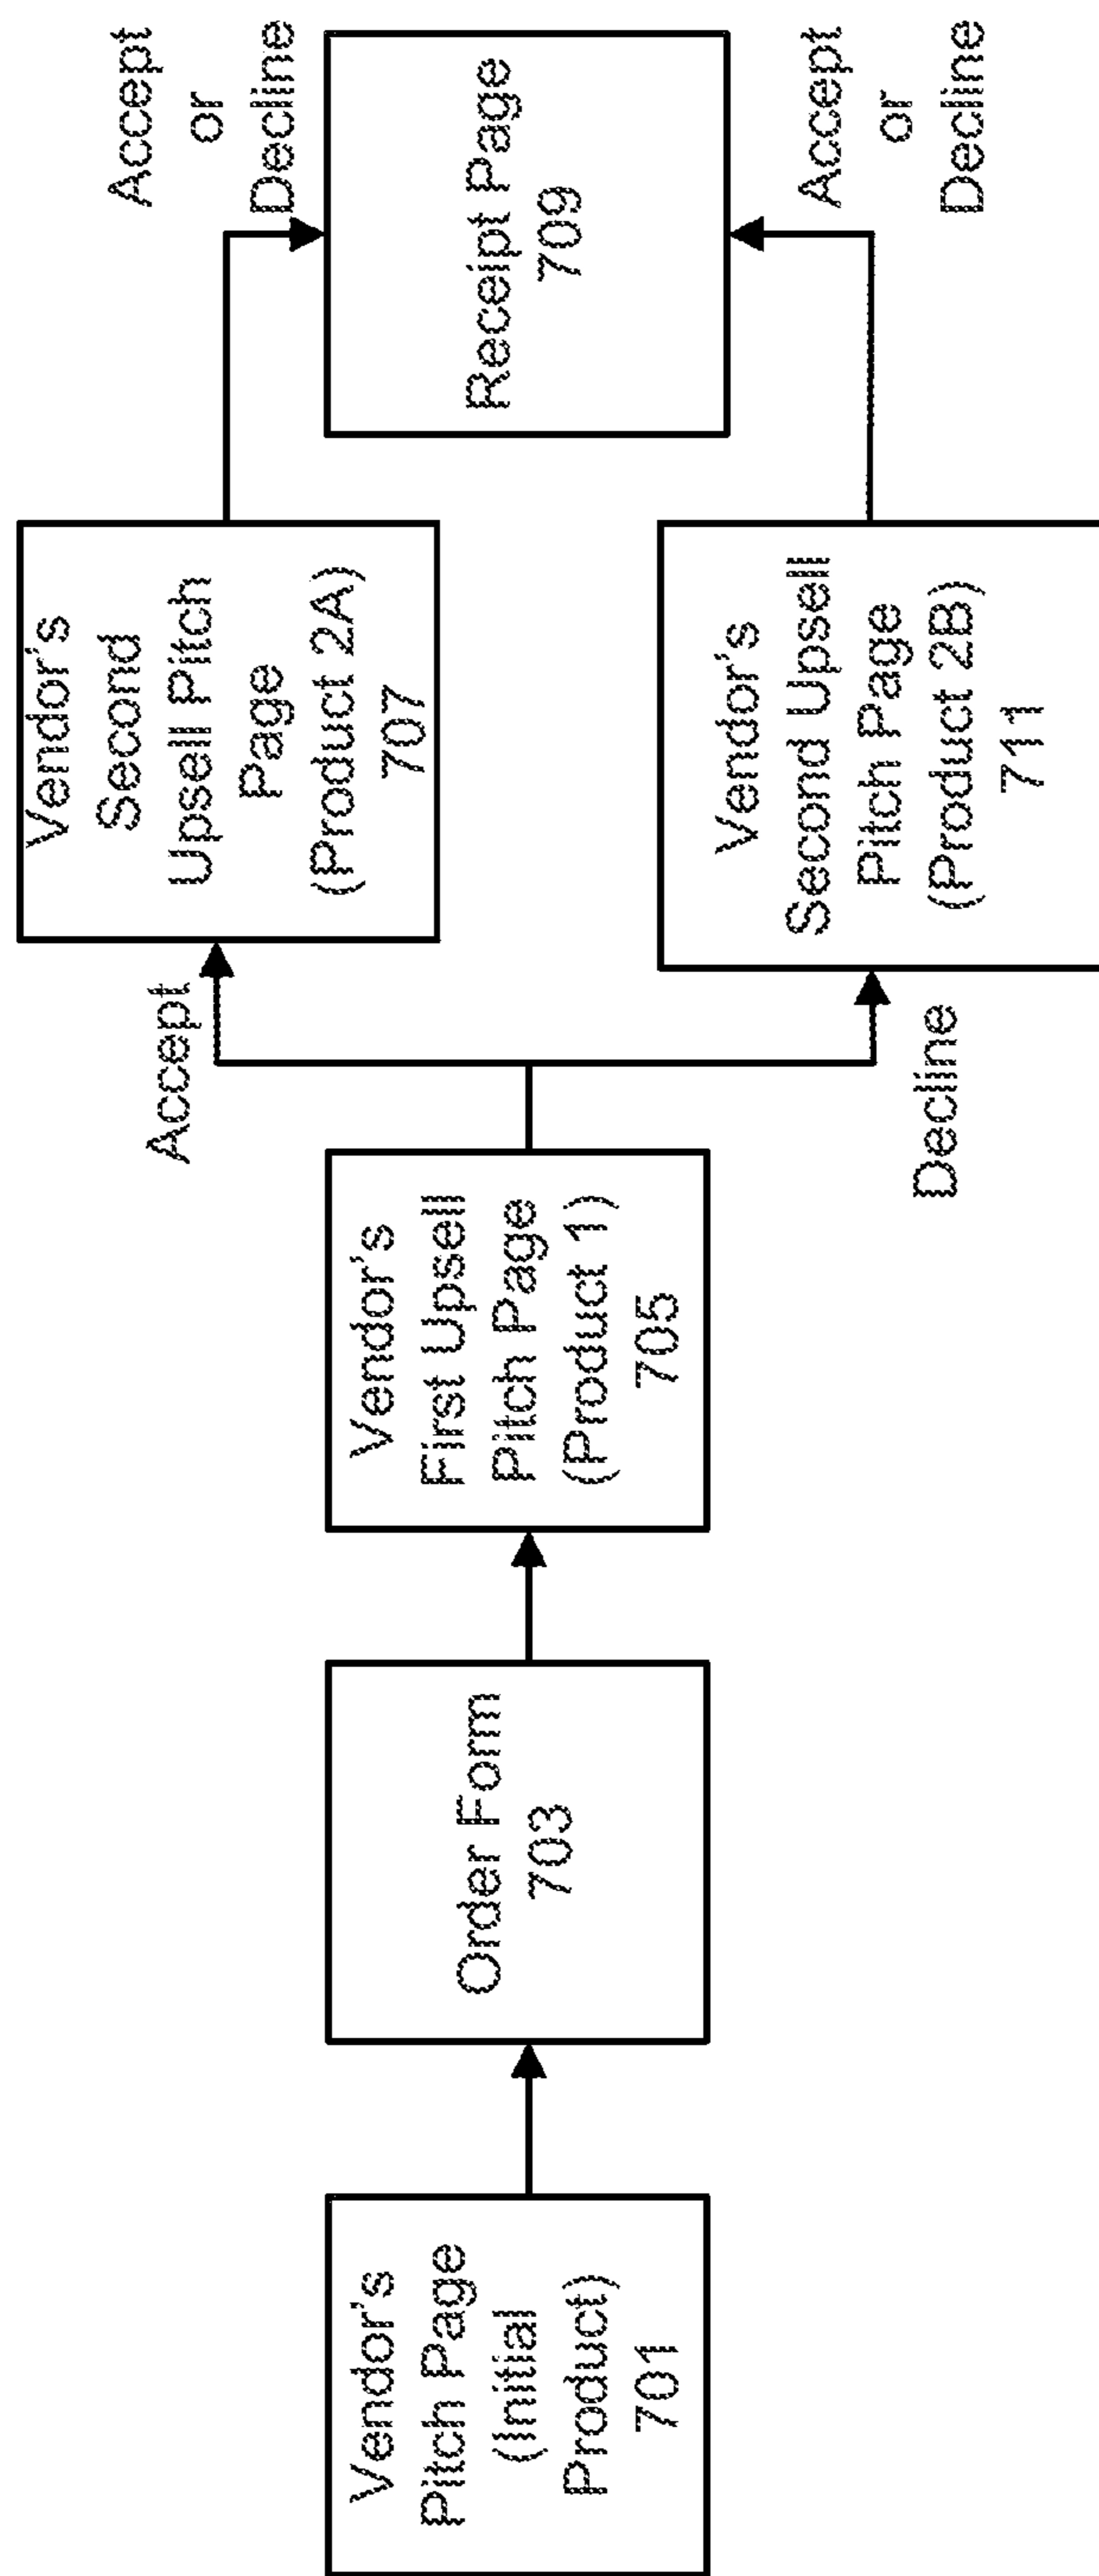 Vendor's
Pitch Page
(Initial
Product)
701
Order Form
703
Vendor's
First Upsell
Pitch Page
(Product 1)
705
Accept
Vendor's
Second
Upsell Pitch
Page
(Product 2A)
707
Accept
or
Decline
Decline
Vendor's
Second Upsell
Pitch Page
(Product 2B)
711
Accept
or
Decline
Receipt Page
709